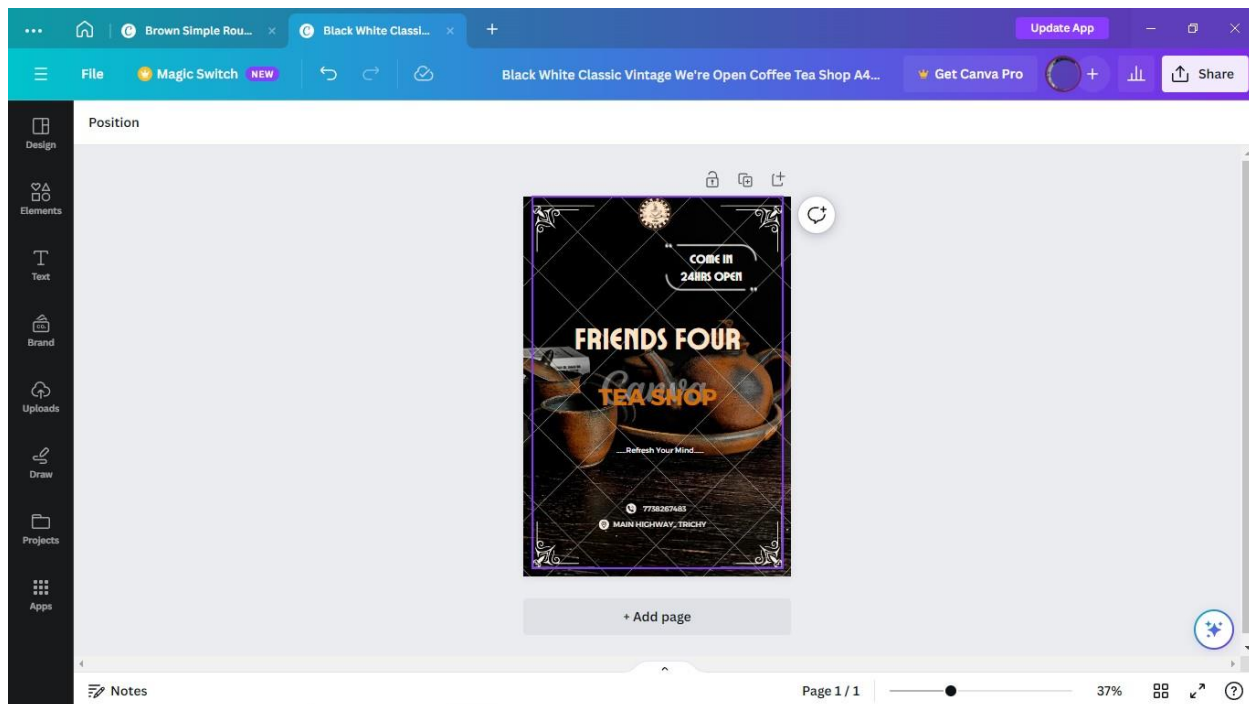 Brown Simple Rou...
Black White Classi...
Update App
File
Magic Switch NEW
Black White Classic Vintage We're Open Coffee Tea Shop A4...
Get Canva Pro
Share
Position
Design
Elements
Text
Brand
Uploads
Draw
Projects
Apps
COME IN
24HRS OPEN
FRIENDS FOUR
Canva
TEA SHOP
Refresh Your Mind
7738267483
MAIN HIGHWAY, TRICHY
+ Add page
Notes
Page 1 / 1
37%